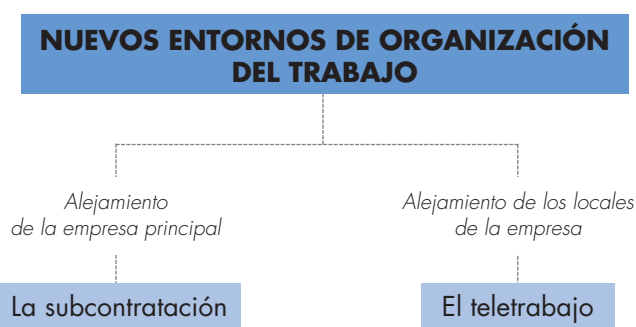 NUEVOS ENTORNOS DE ORGANIZACIÓN
DEL TRABAJO
Alejamiento
de la empresa principal
Alejamiento de los locales
de la empresa
La subcontratación
El teletrabajo